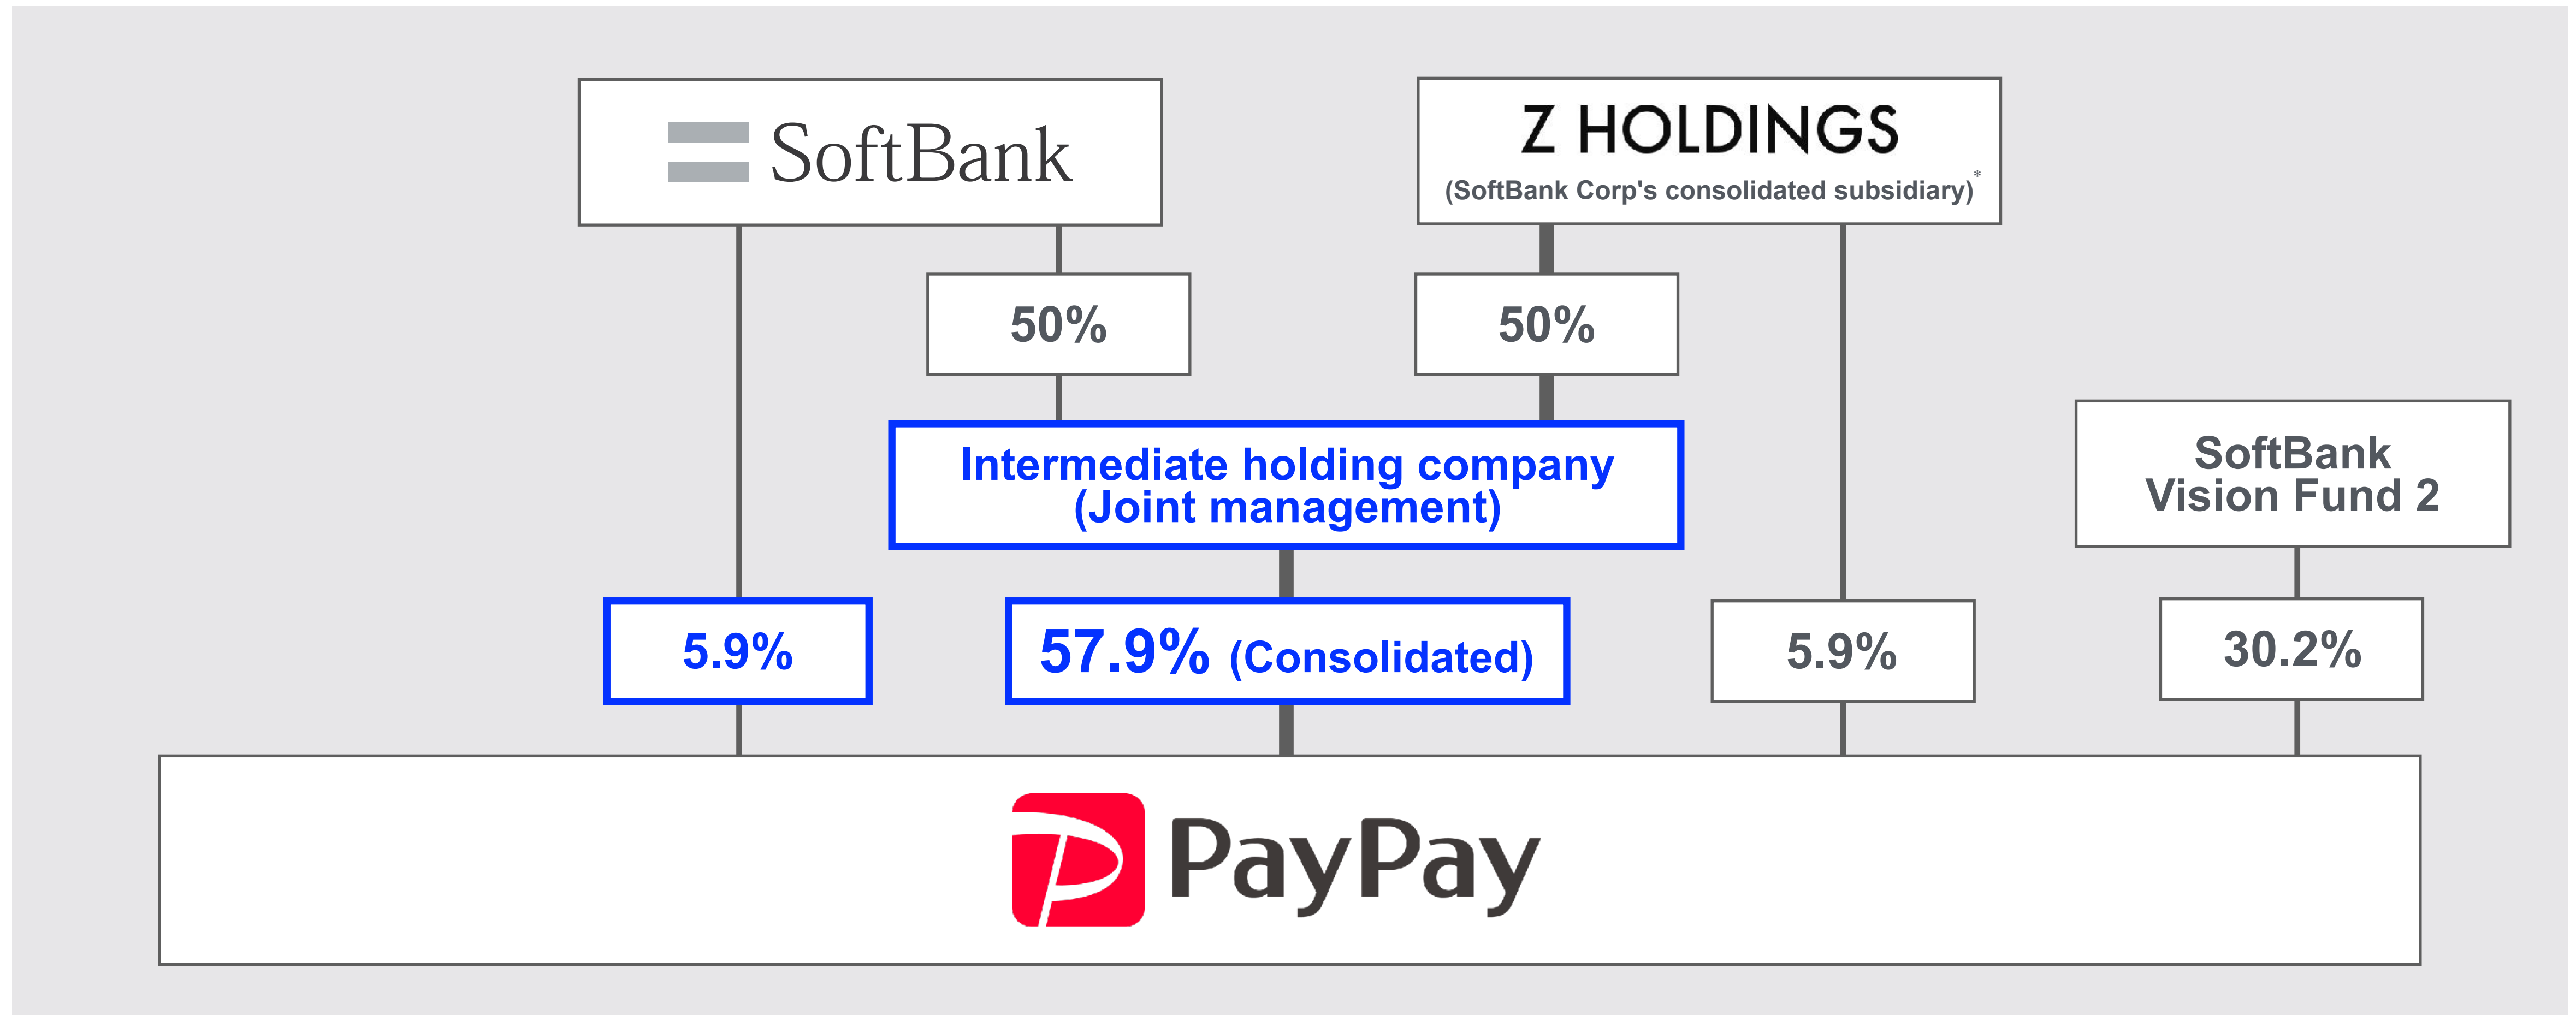 SoftBank
Z HOLDINGS
(SoftBank Corp's consolidated subsidiary)*
50%
50%
Intermediate holding company
(Joint management)
SoftBank
Vision Fund 2
5.9%
57.9% (Consolidated)
5.9%
30.2%
PayPay